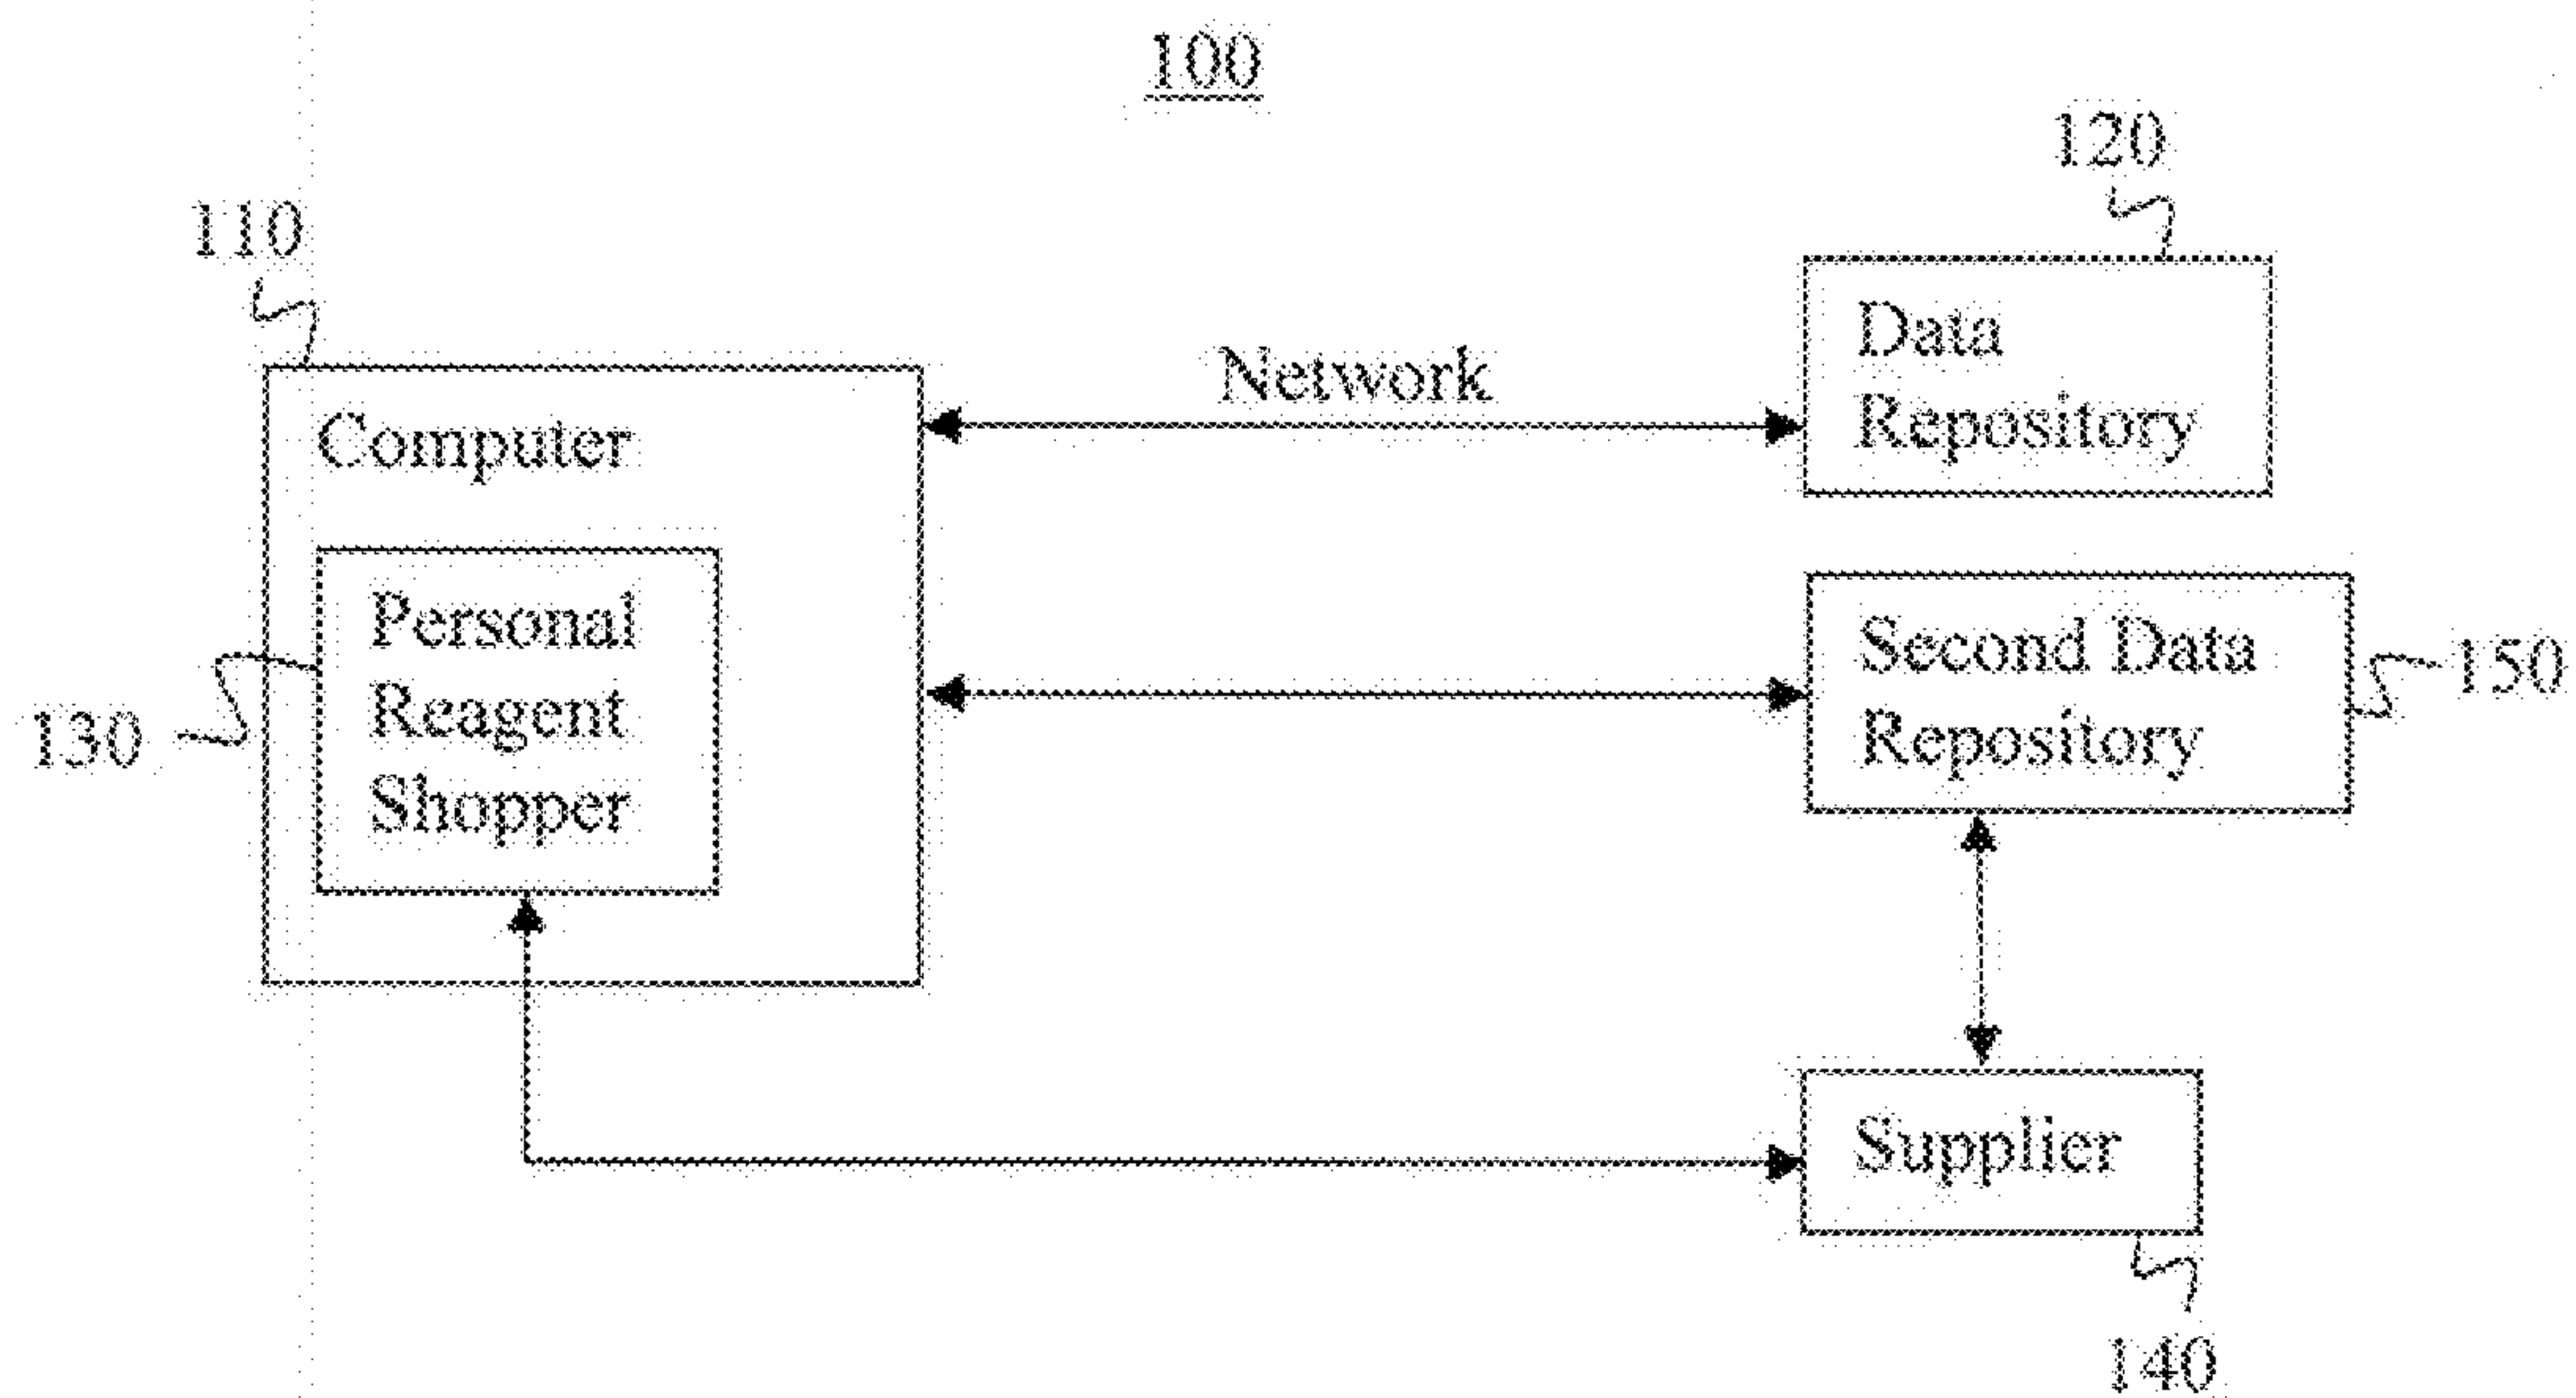 100
120
110
Data
Repository
Network
Computer
Personal
Reagent
Shopper
Second Data
Repository
150
130
Supplier
140